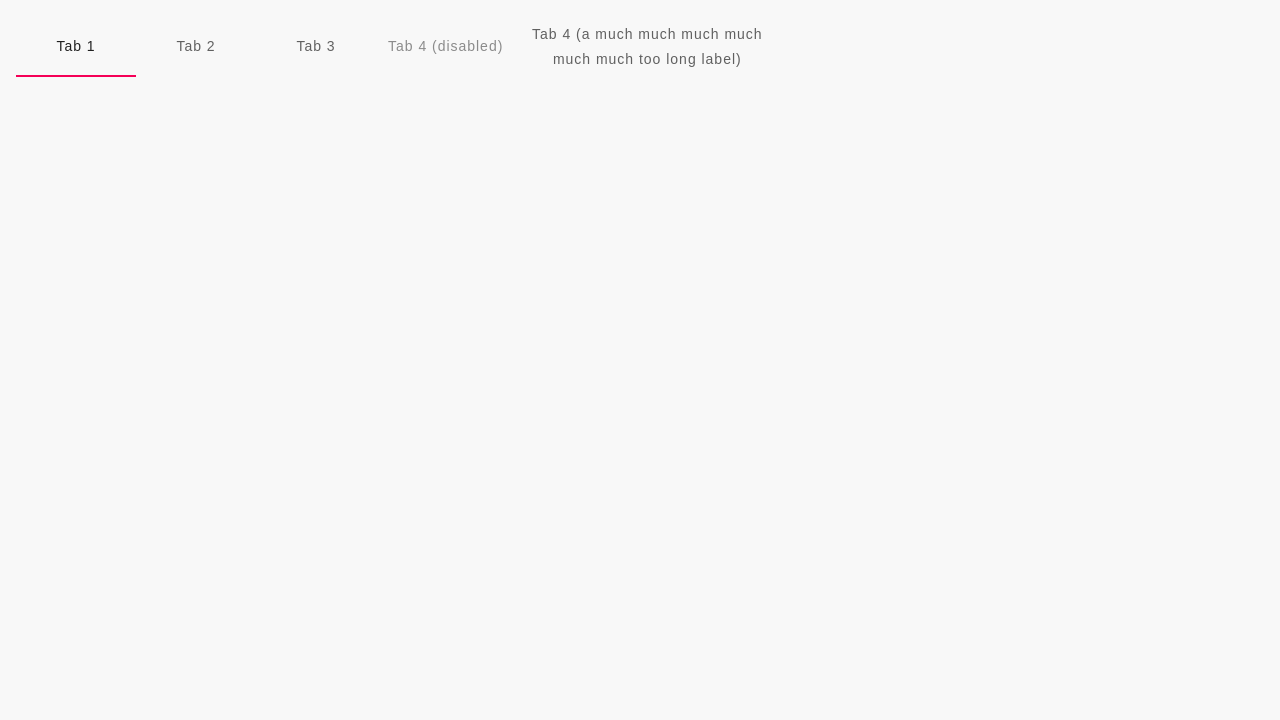 Tab 1
Tab 2
Tab 3
Tab 4 (disabled)
Tab 4 (a much much much much
much much too long label)